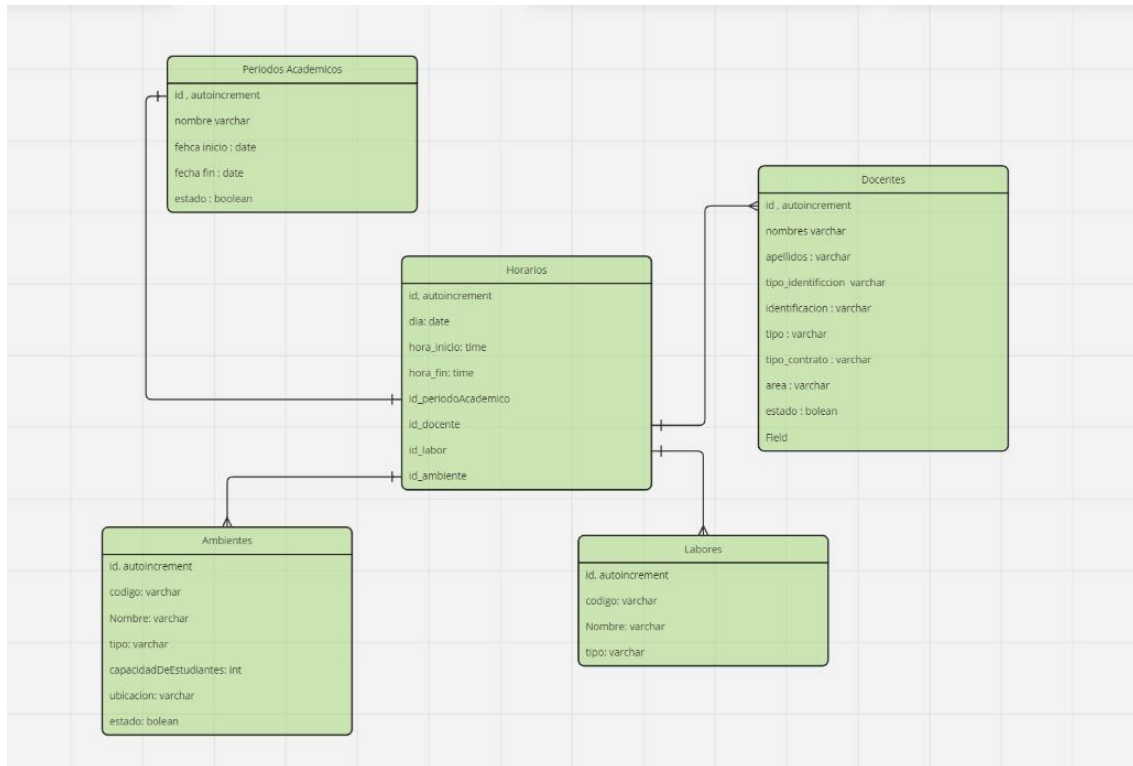 Periodos Academicos
id , autoincrement
nombre varchar
fehca inicio : date
fecha fin : date
estado : boolean
Docentes
id , autoincrement
nombres varchar
apellidos : varchar
tipo_identificcion varchar
identificacion : varchar
tipo : varchar
tipo_contrato : varchar
area : varchar
estado : bolean
Field
Horarios
id, autoincrement
dia: date
hora_inicio: time
hora_fin: time
id_periodoAcademico
id_docente
id_labor
id_ambiente
Ambientes
id, autoincrement
codigo: varchar
Nombre: varchar
tipo: varchar
capacidadDeEstudiantes: int
ubicacion: varchar
estado: bolean
Labores
id, autoincrement
codigo: varchar
Nombre: varchar
tipo: varchar